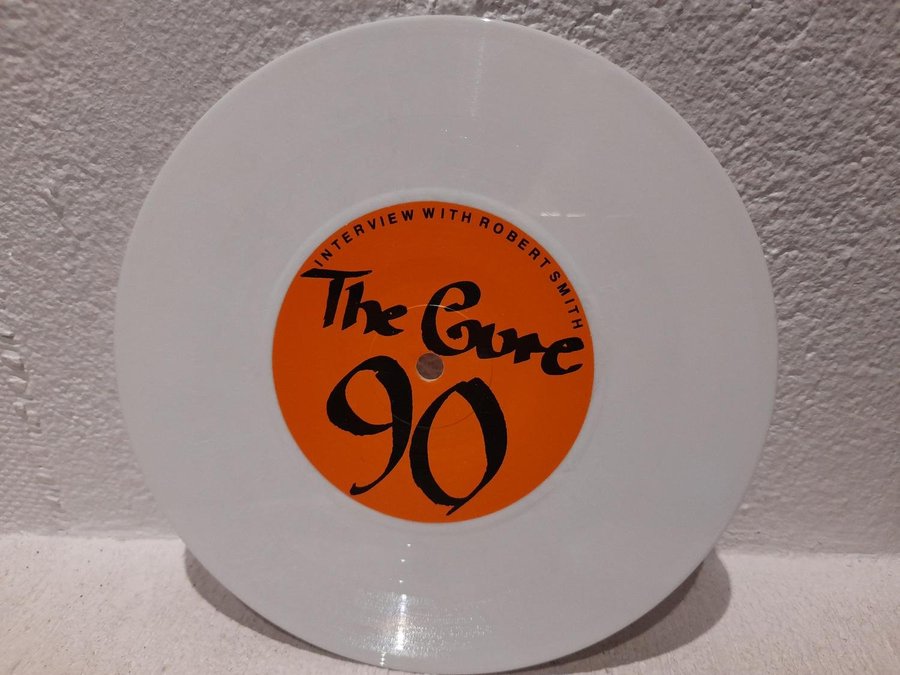 INTERVIEW WITH ROBERT SMITH
The Cure
90